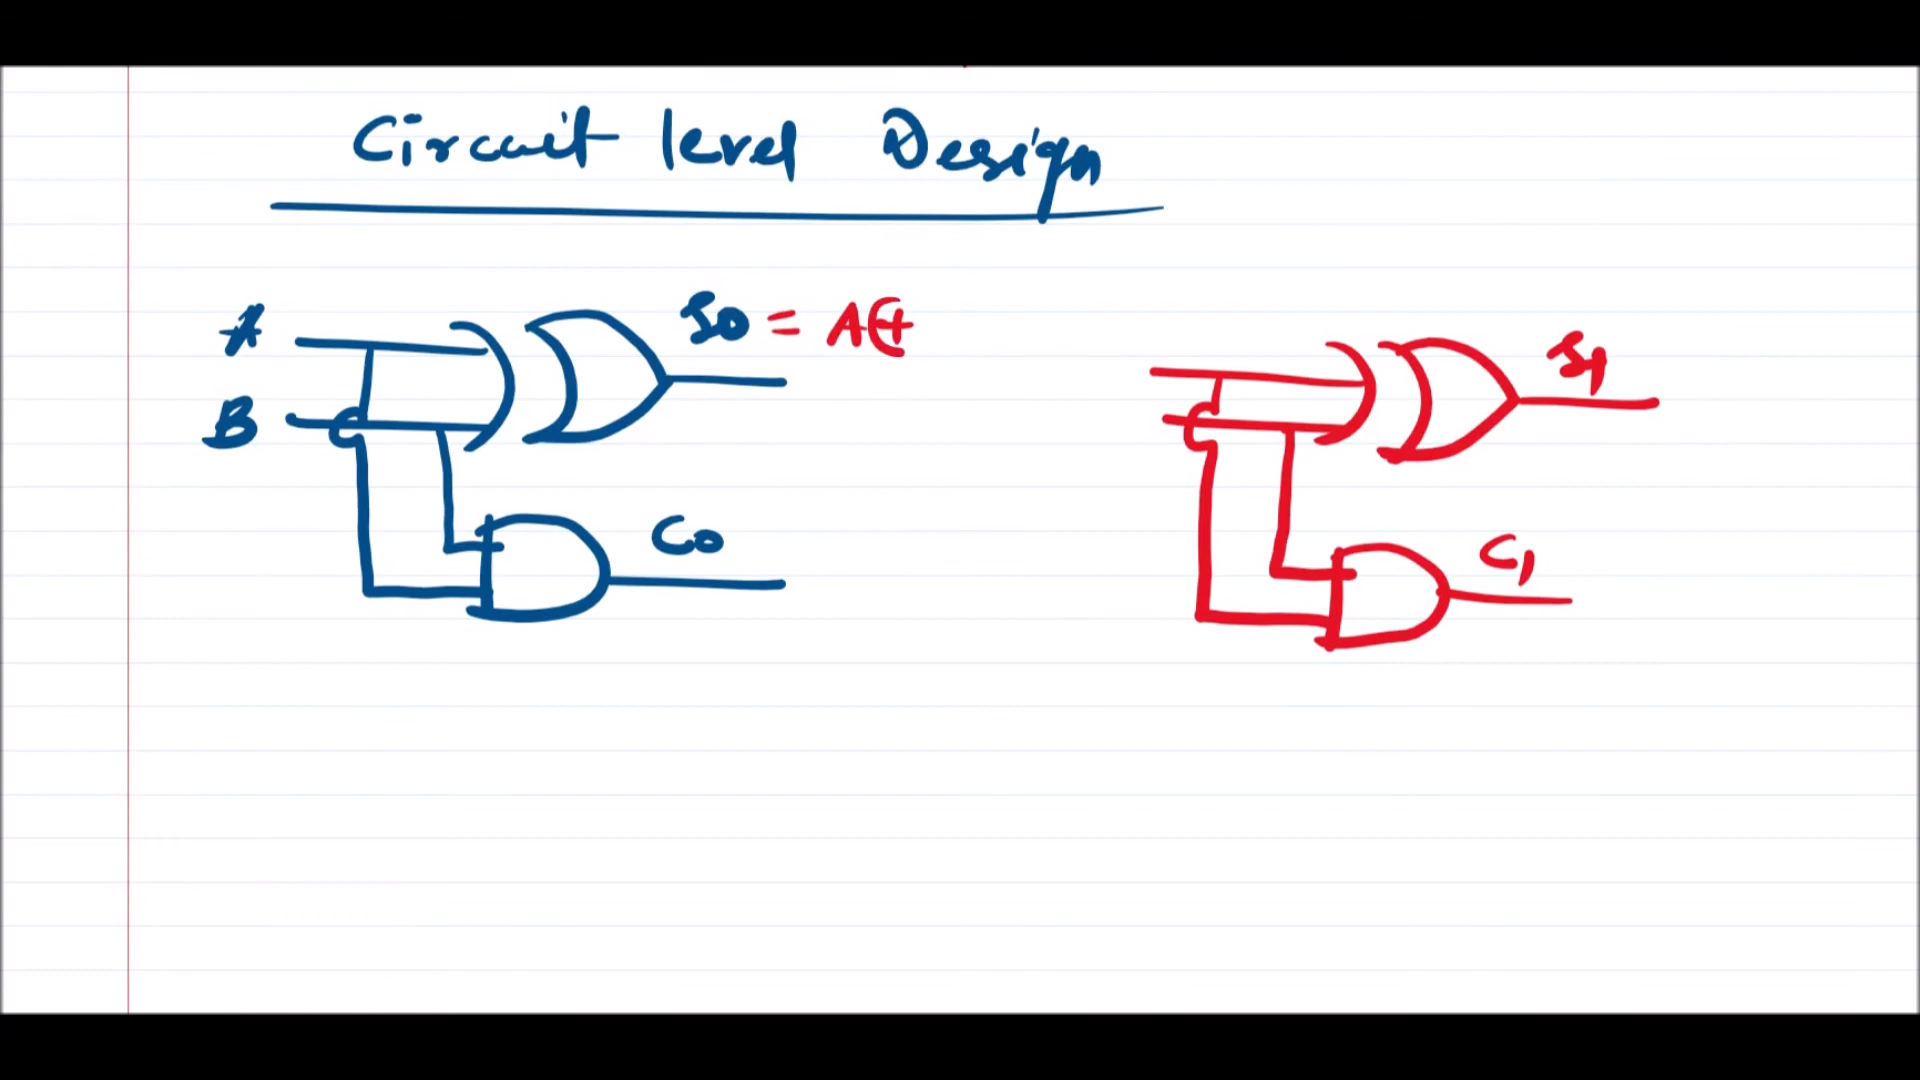 Circuit level Design
A
S0 = A⊕
B
C0
S1
C1